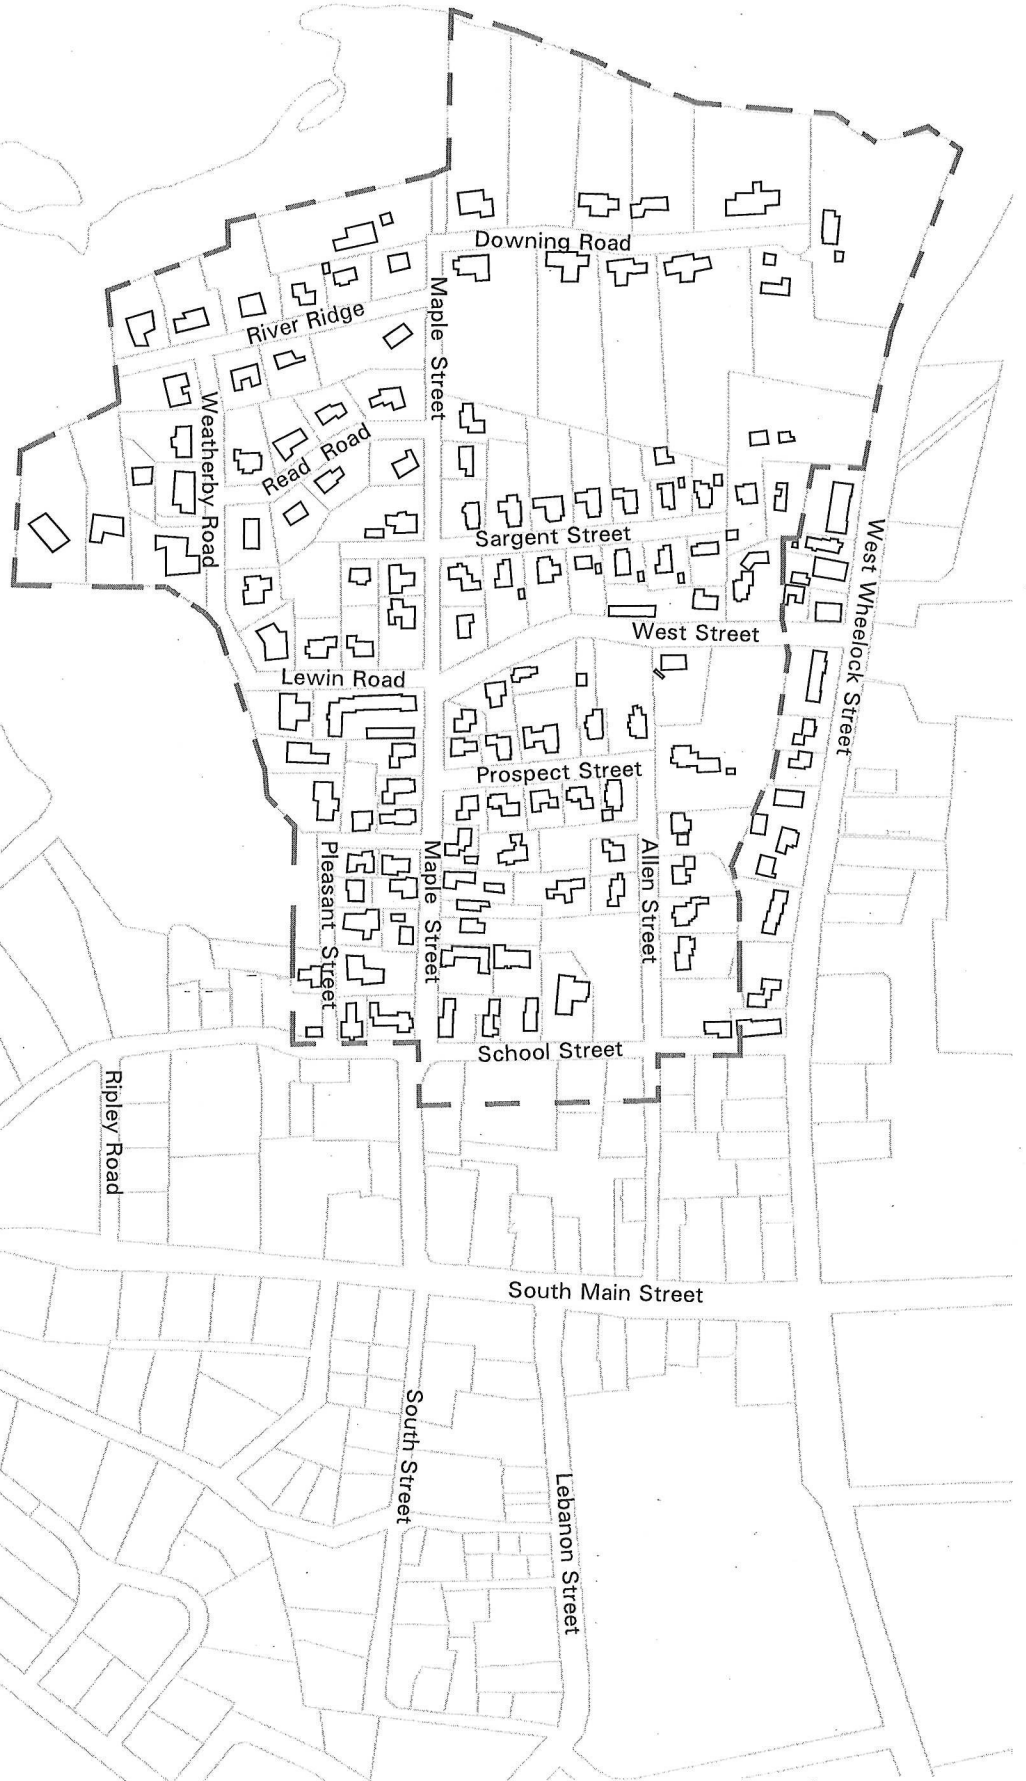 Downing Road
Maple Street
River Ridge
Weatherby Road
Read Road
Sargent Street
West Wheelock Street
West Street
Lewin Road
Prospect Street
Pleasant Street
Maple Street
Allen Street
School Street
Ripley Road
South Main Street
South Street
Lebanon Street